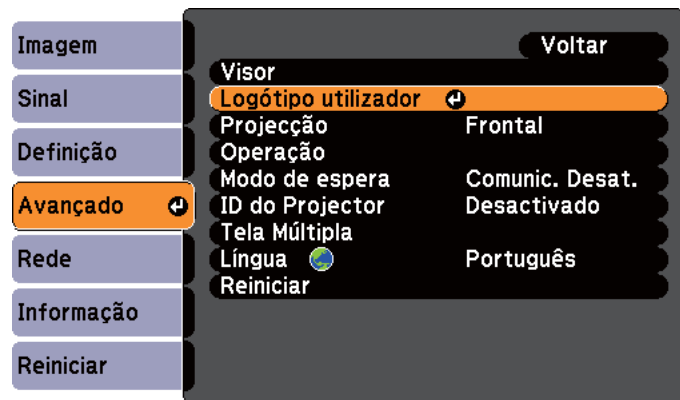 Imagem
Sinal
Definição
Avançado
Rede
Informação
Reiniciar
Voltar
Visor
Logótipo utilizador
Projecção Frontal
Operação
Modo de espera Comunic. Desat.
ID do Projector Desactivado
Tela Múltipla
Língua Português
Reiniciar